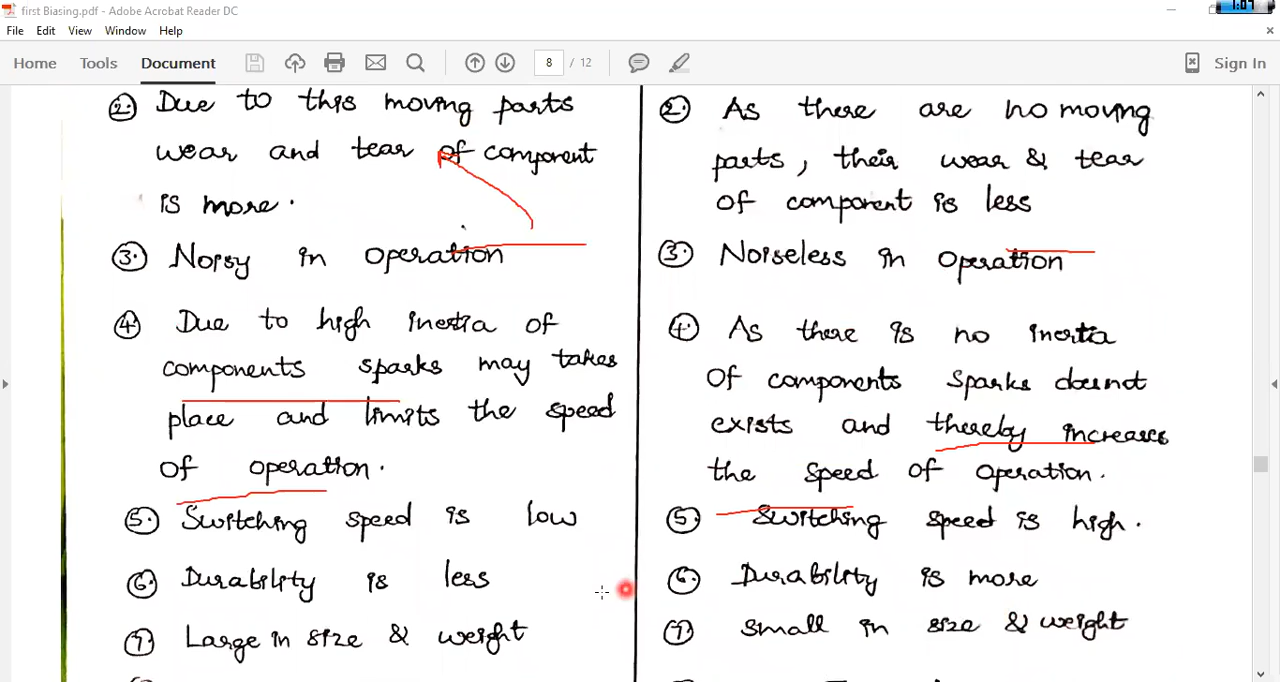 first Biasing.pdf - Adobe Acrobat Reader DC
1:07
File Edit View Window Help
Home Tools Document 8 / 12 Sign In
2. Due to this moving parts
wear and tear of component
is more.
3. Noisy in operation
4. Due to high inertia of
components sparks may takes
place and limits the speed
of operation.
5. Switching speed is low
6. Durability is less
7. Large in size & weight
2. As there are no moving
parts, their wear & tear
of component is less
3. Noiseless in operation
4. As there is no inertia
of components sparks doesnot
exists and thereby increases
the speed of operation.
5. Switching speed is high.
6. Durability is more
7. Small in size & weight